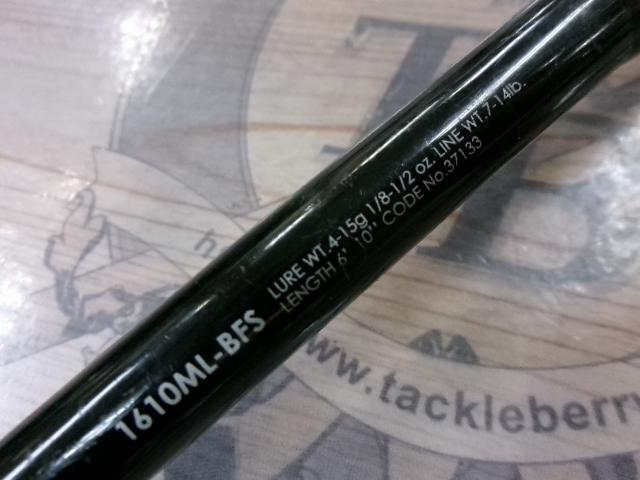 1610ML-BFS
LURE WT.4-15g 1/8-1/2 oz. LINE WT.7-14lb.
LENGTH 6' 10'' CODE No.37133
T
B
h
www.tackleberry